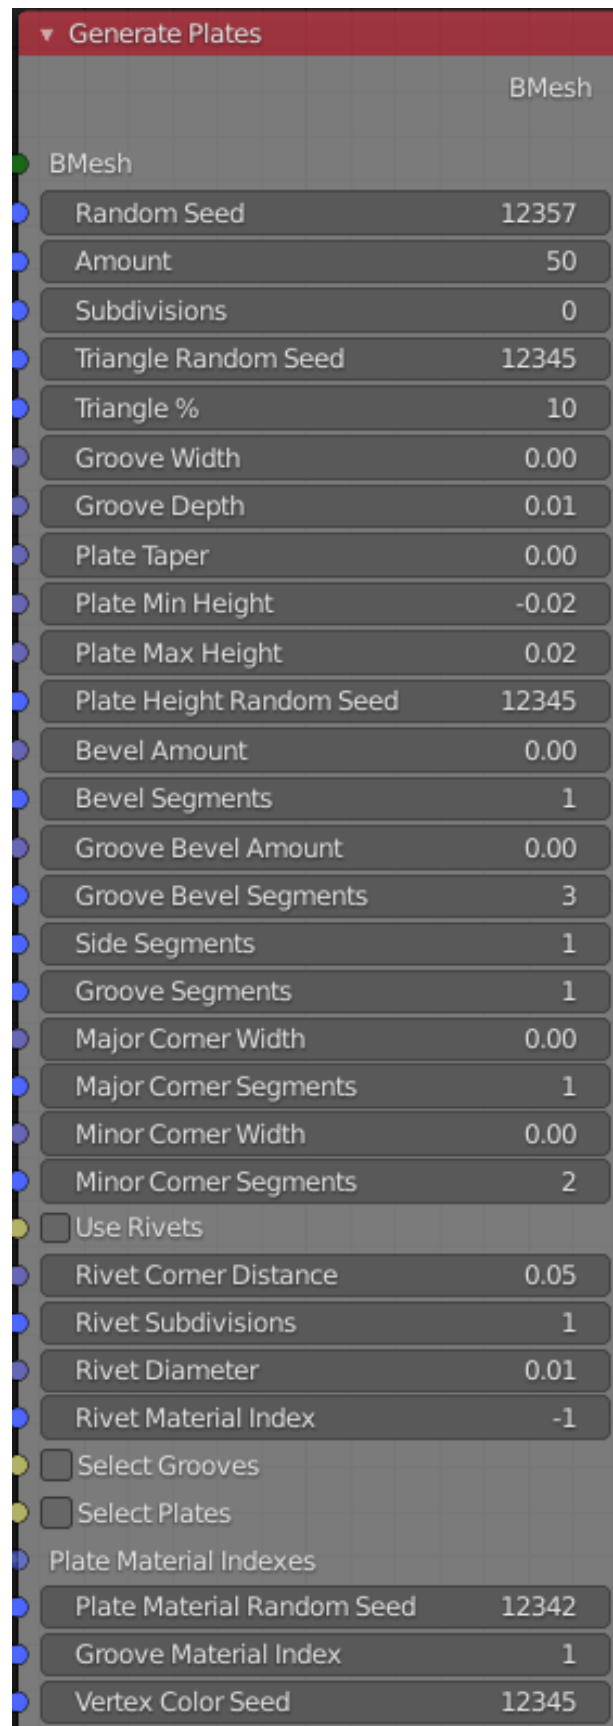 Generate Plates
BMesh
BMesh
Random Seed 12357
Amount 50
Subdivisions 0
Triangle Random Seed 12345
Triangle % 10
Groove Width 0.00
Groove Depth 0.01
Plate Taper 0.00
Plate Min Height -0.02
Plate Max Height 0.02
Plate Height Random Seed 12345
Bevel Amount 0.00
Bevel Segments 1
Groove Bevel Amount 0.00
Groove Bevel Segments 3
Side Segments 1
Groove Segments 1
Major Corner Width 0.00
Major Corner Segments 1
Minor Corner Width 0.00
Minor Corner Segments 2
Use Rivets
Rivet Corner Distance 0.05
Rivet Subdivisions 1
Rivet Diameter 0.01
Rivet Material Index -1
Select Grooves
Select Plates
Plate Material Indexes
Plate Material Random Seed 12342
Groove Material Index 1
Vertex Color Seed 12345